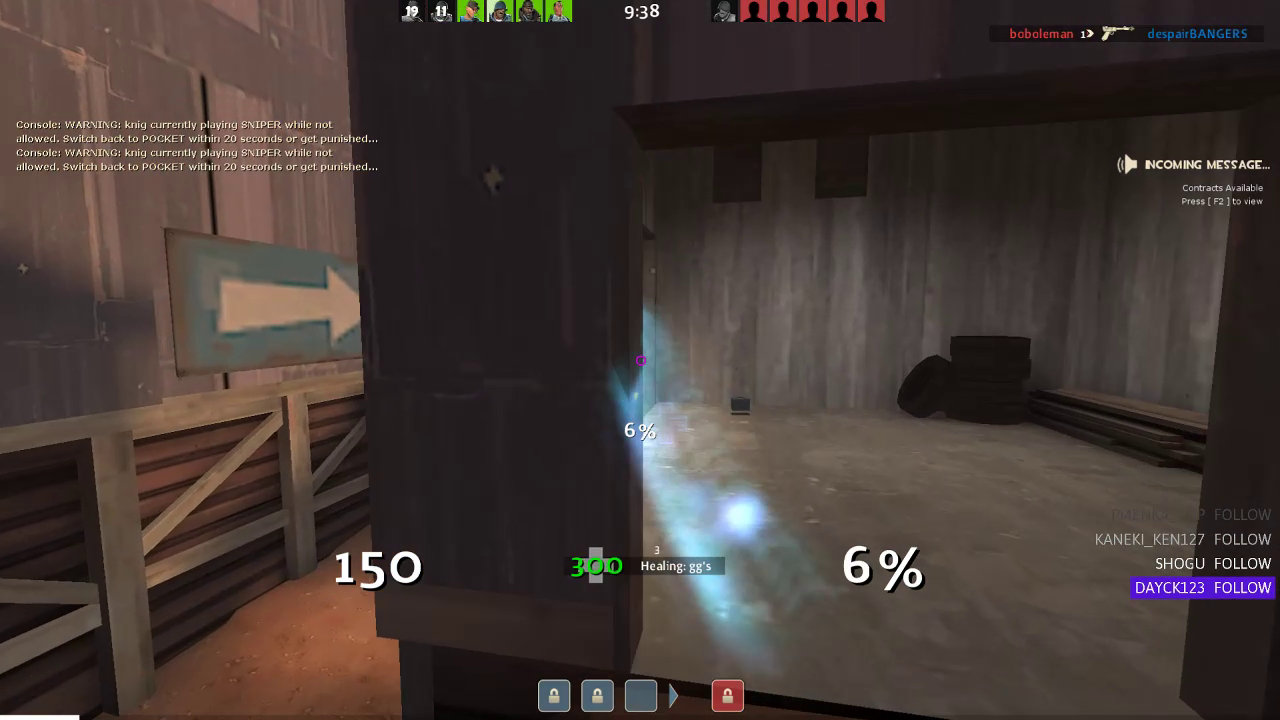 19 11 9:38
boboleman 1 despairBANGERS
Console: WARNING: knig currently playing SNIPER while not
allowed. Switch back to POCKET within 20 seconds or get punished...
Console: WARNING: knig currently playing SNIPER while not
allowed. Switch back to POCKET within 20 seconds or get punished...
INCOMING MESSAGE...
Contracts Available
Press [ F2 ] to view
6%
FOLLOW
KANEKI_KEN127 FOLLOW
SHOGU FOLLOW
DAYCK123 FOLLOW
3
150 300 Healing: gg's 6%